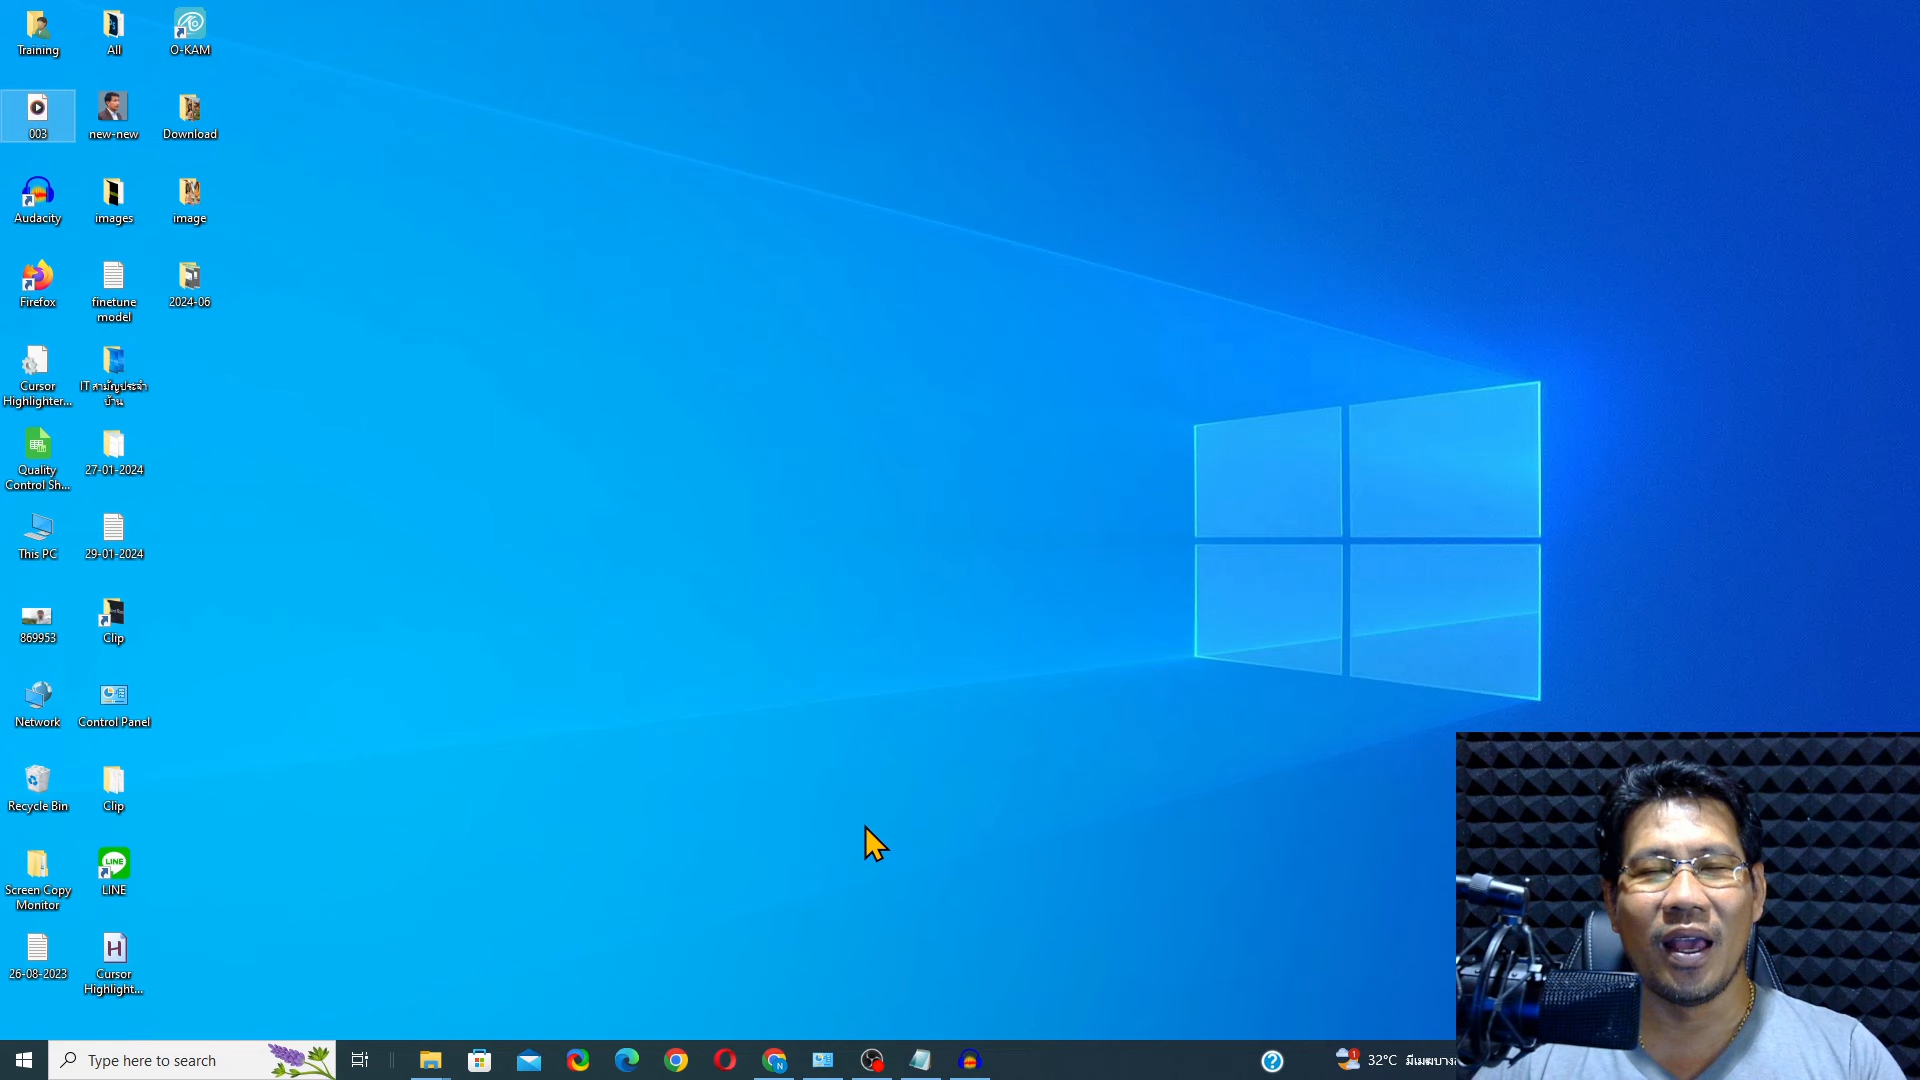 Training
All
O-KAM
003
new-new
Download
Audacity
images
image
Firefox
finetune
model
2024-06
Cursor
Highlighter...
IT สามัญประจำ
บ้าน
Quality
Control Sh...
27-01-2024
This PC
29-01-2024
869953
Clip
Network
Control Panel
Recycle Bin
Clip
Screen Copy
Monitor
LINE
LINE
26-08-2023
H
Cursor
Highlight...
Type here to search
N
1
32°C